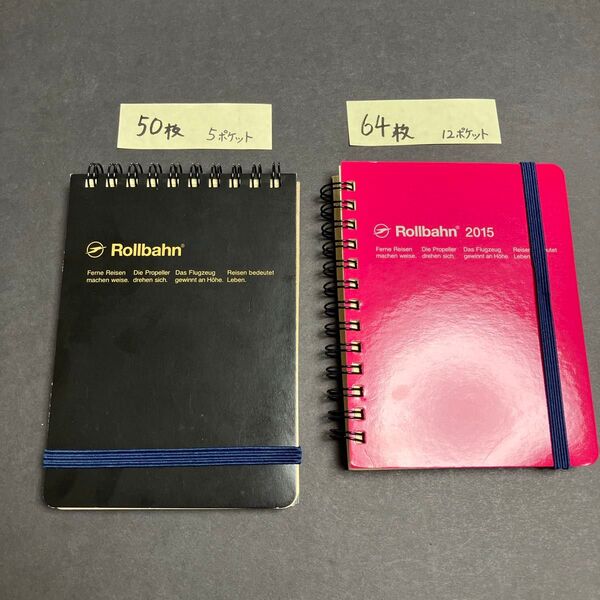 50枚 5ポケット
64枚 12ポケット
Rollbahn®
Ferne Reisen Die Propeller Das Flugzeug Reisen bedeutet
machen weise. drehen sich. gewinnt an Höhe. Leben.
Rollbahn® 2015
Ferne Reisen Die Propeller Das Flugzeug Reisen bedeutet
machen weise. drehen sich. gewinnt an Höhe. Leben.